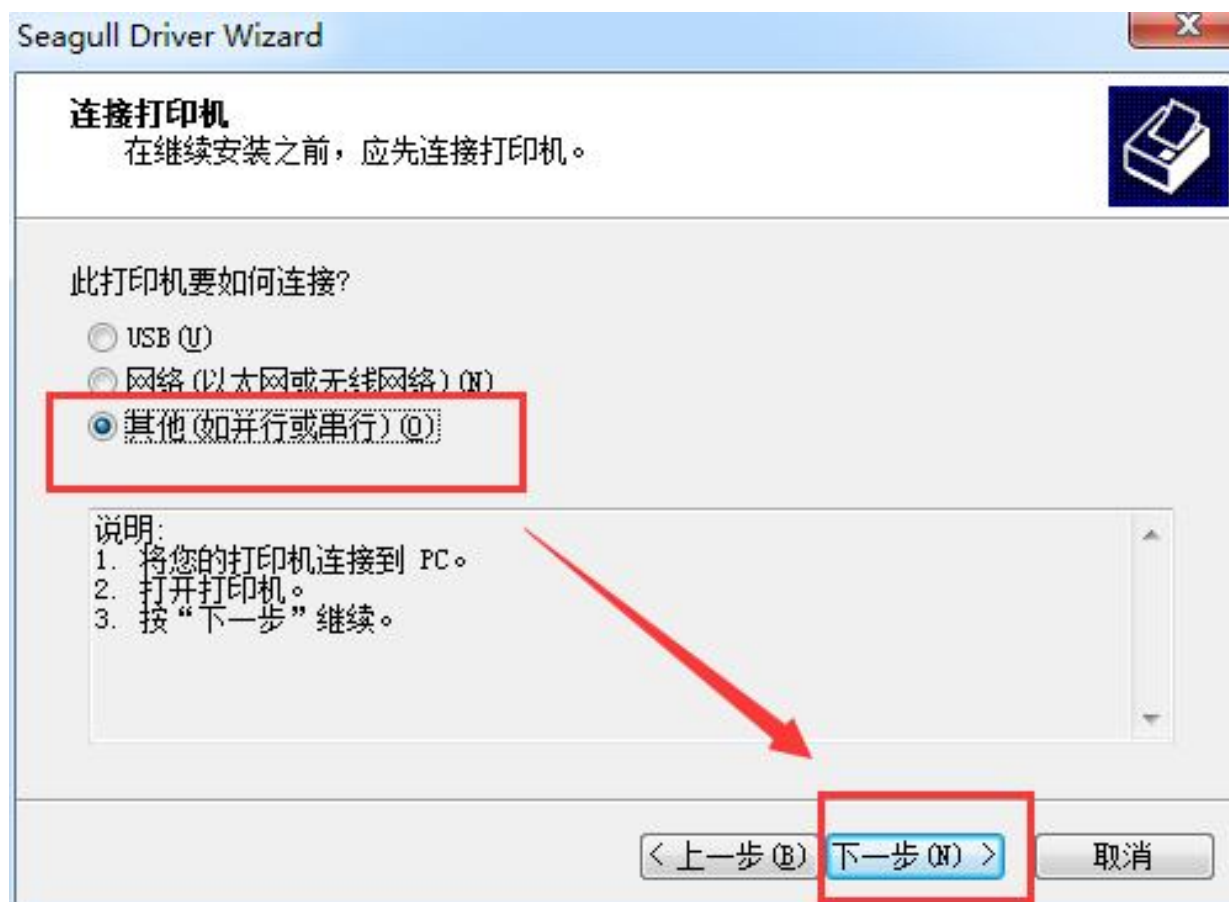 Seagull Driver Wizard
连接打印机
在继续安装之前，应先连接打印机。
此打印机要如何连接?
USB(U)
网络(以太网或无线网络)(N)
其他(如并行或串行)(O)
说明:
1. 将您的打印机连接到 PC。
2. 打开打印机。
3. 按“下一步”继续。
<上一步(B) 下一步(N) > 取消